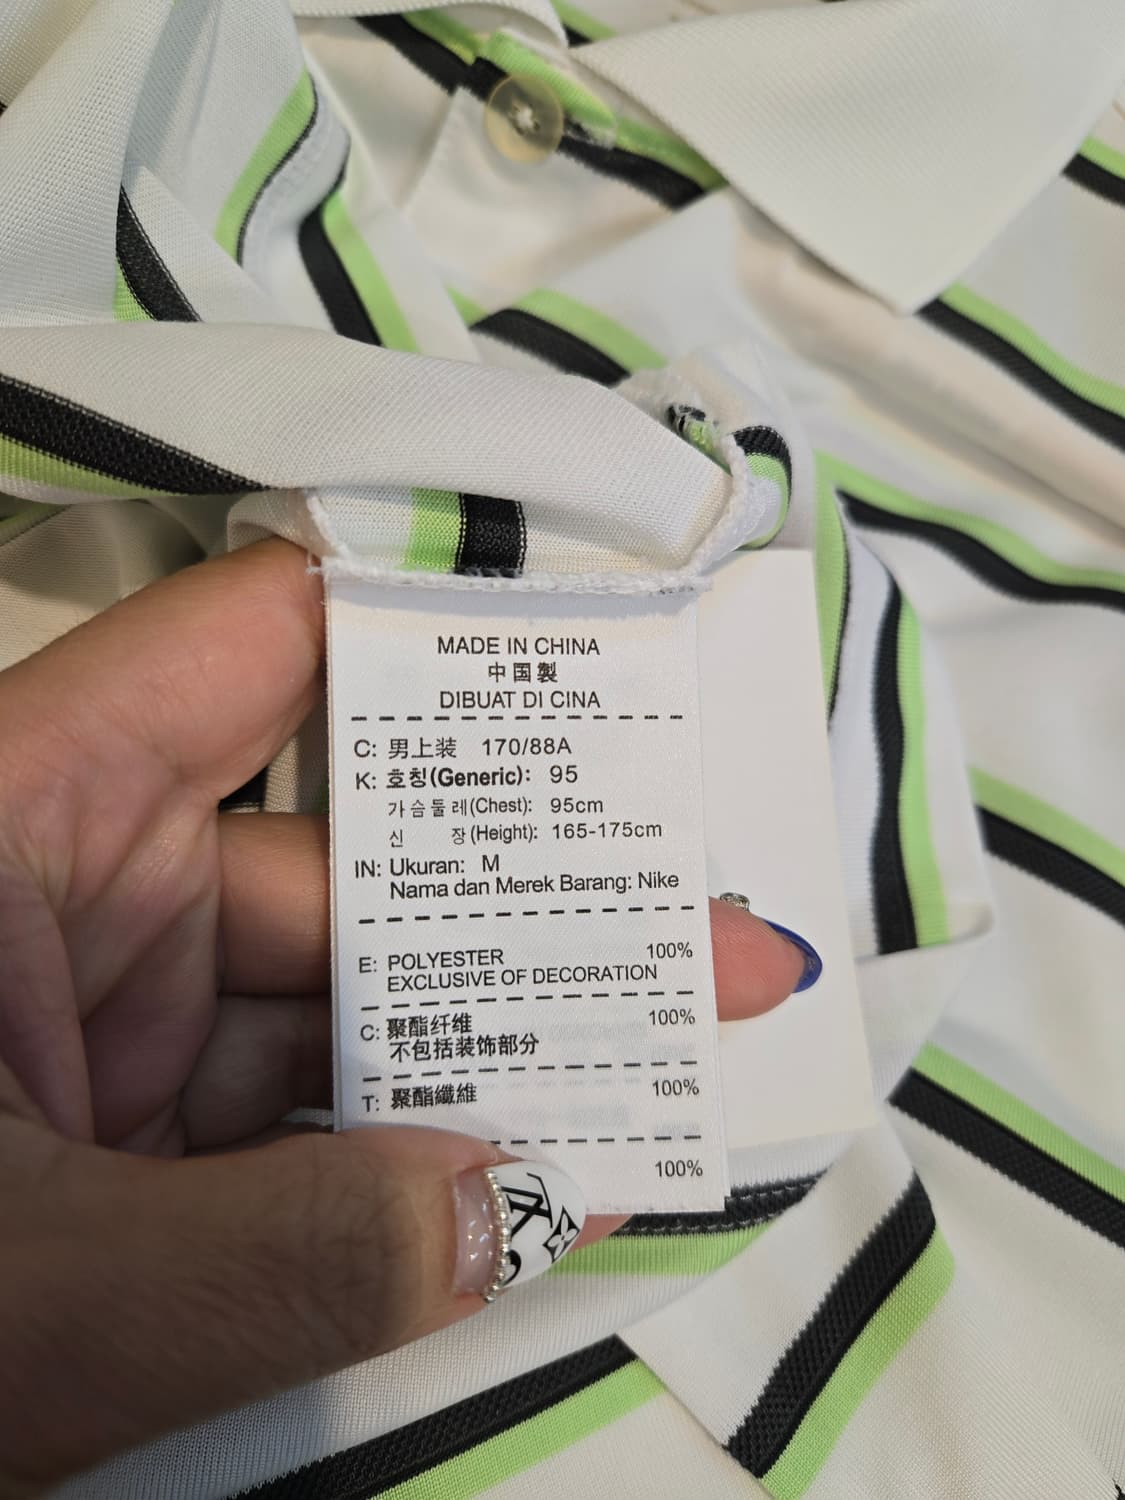 MADE IN CHINA
中国製
DIBUAT DI CINA
C: 男上装 170/88A
K: 호칭(Generic): 95
가슴둘레(Chest): 95cm
신 장(Height): 165-175cm
IN: Ukuran: M
Nama dan Merek Barang: Nike
E: POLYESTER 100%
EXCLUSIVE OF DECORATION
C: 聚酯纤维 100%
不包括装饰部分
T: 聚酯纖維 100%
100%